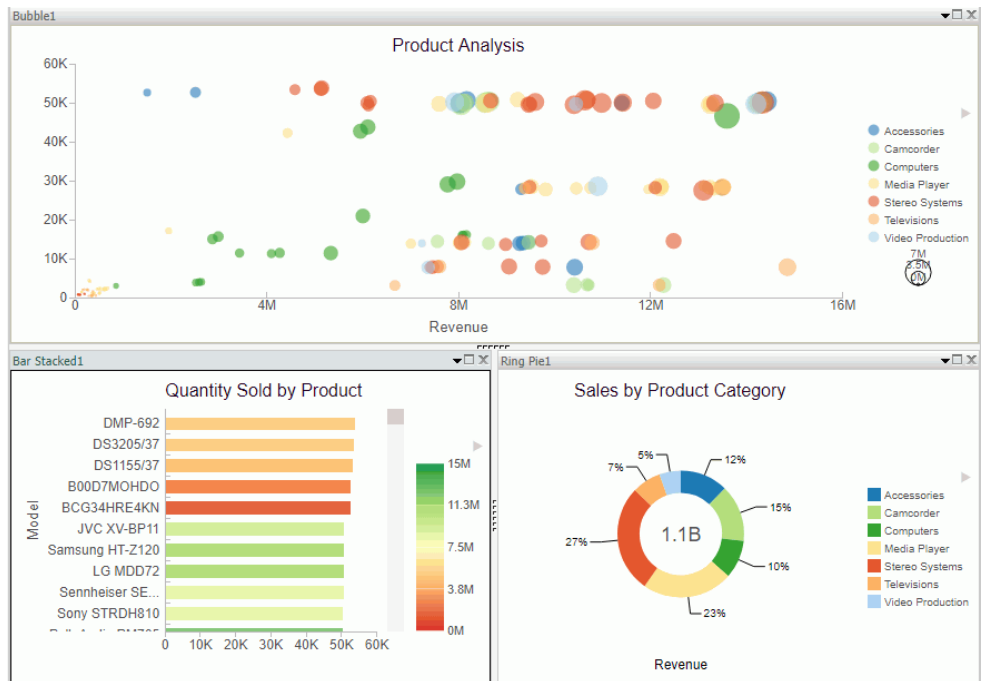 Bubble1
Product Analysis
60K
50K
40K
30K
20K
10K
0
0
4M
8M
12M
16M
Revenue
Accessories
Camcorder
Computers
Media Player
Stereo Systems
Televisions
Video Production
7M
3.5M
0M
Bar Stacked1
Quantity Sold by Product
Model
DMP-692
DS3205/37
DS1155/37
B00D7MOHDO
BCG34HRE4KN
JVC XV-BP11
Samsung HT-Z120
LG MDD72
Sennheiser SE...
Sony STRDH810
0
10K
20K
30K
40K
50K
60K
15M
11.3M
7.5M
3.8M
0M
Ring Pie1
Sales by Product Category
5%
12%
7%
15%
1.1B
27%
10%
23%
Revenue
Accessories
Camcorder
Computers
Media Player
Stereo Systems
Televisions
Video Production